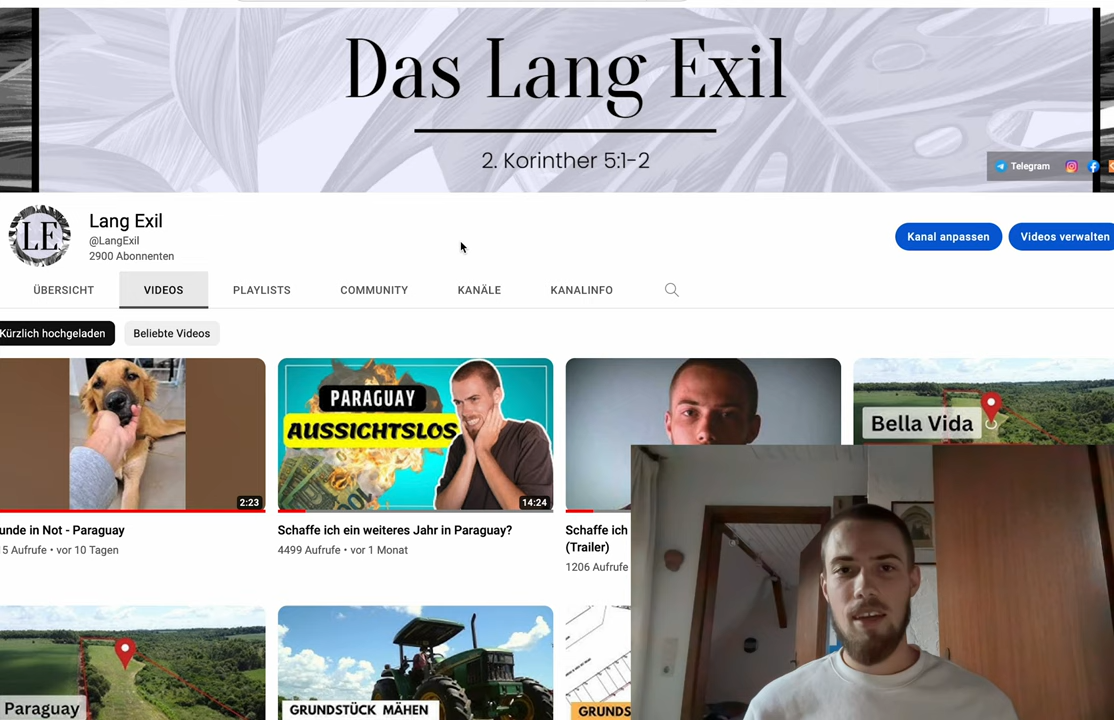 Das Lang Exil
2. Korinther 5:1-2
Telegram
LE
Lang Exil
@LangExil
2900 Abonnenten
Kanal anpassen
Videos verwalten
ÜBERSICHT
VIDEOS
PLAYLISTS
COMMUNITY
KANÄLE
KANALINFO
Kürzlich hochgeladen
Beliebte Videos
2:23
PARAGUAY
AUSSICHTSLOS
14:24
Bella Vida
unde in Not - Paraguay
5 Aufrufe • vor 10 Tagen
Schaffe ich ein weiteres Jahr in Paraguay?
4499 Aufrufe • vor 1 Monat
Schaffe ich
(Trailer)
1206 Aufrufe
Paraguay
GRUNDSTÜCK MÄHEN
GRUNDS